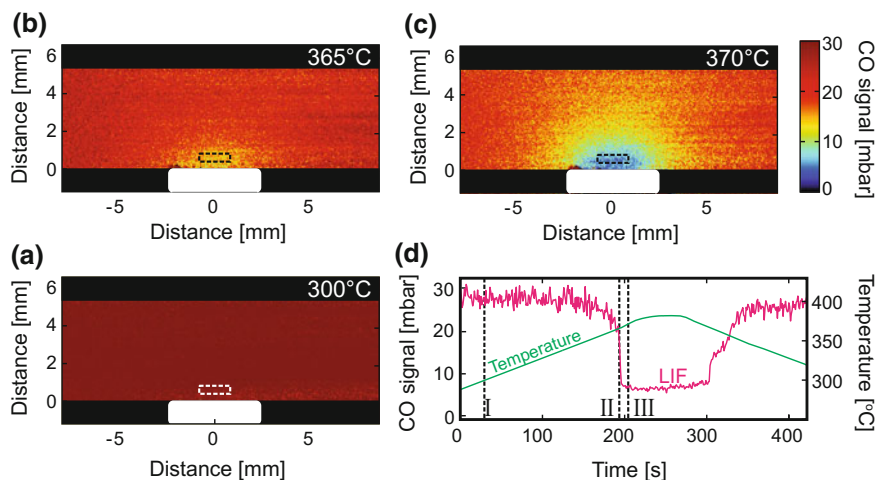 (b)
6
4
2
0
Distance [mm]
365°C
-5 0 5
Distance [mm]
(c)
6
4
2
0
Distance [mm]
370°C
-5 0 5
Distance [mm]
30
20
10
0
CO signal [mbar]
(a)
6
4
2
0
Distance [mm]
300°C
-5 0 5
Distance [mm]
(d)
30
20
10
0
CO signal [mbar]
Temperature
LIF
I II III
400
350
300
Temperature [°C]
0 100 200 300 400
Time [s]